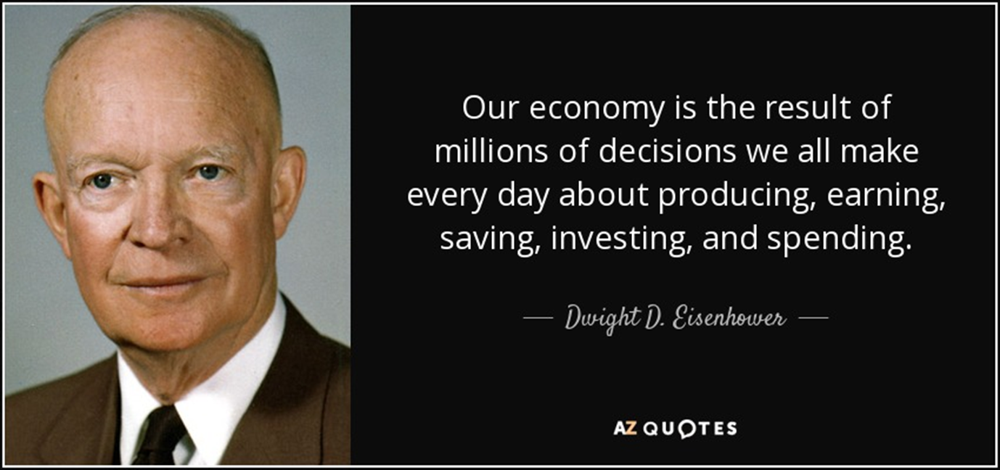 Our economy is the result of
millions of decisions we all make
every day about producing, earning,
saving, investing, and spending.
— Dwight D. Eisenhower —
AZ QUOTES